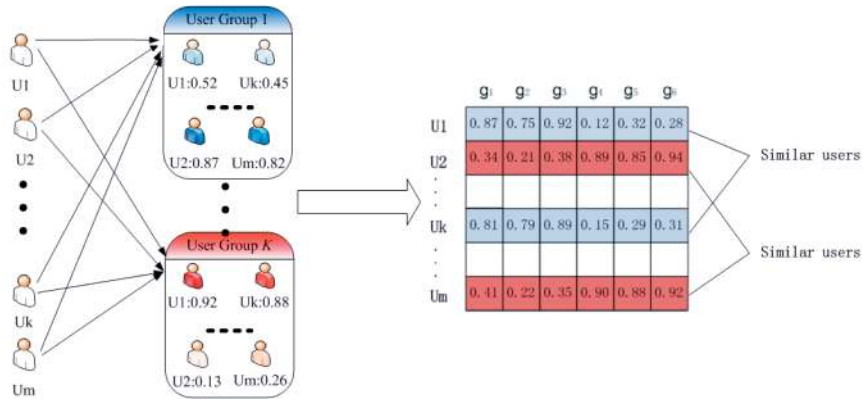 U1
U2
Uk
Um
User Group 1
U1:0.52 Uk:0.45
U2:0.87 Um:0.82
User Group K
U1:0.92 Uk:0.88
U2:0.13 Um:0.26
g1 g2 g3 g4 g5 g6
U1 0.87 0.75 0.92 0.12 0.32 0.28
U2 0.34 0.21 0.38 0.89 0.85 0.94
Uk 0.81 0.79 0.89 0.15 0.29 0.31
Um 0.41 0.22 0.35 0.90 0.88 0.92
Similar users
Similar users